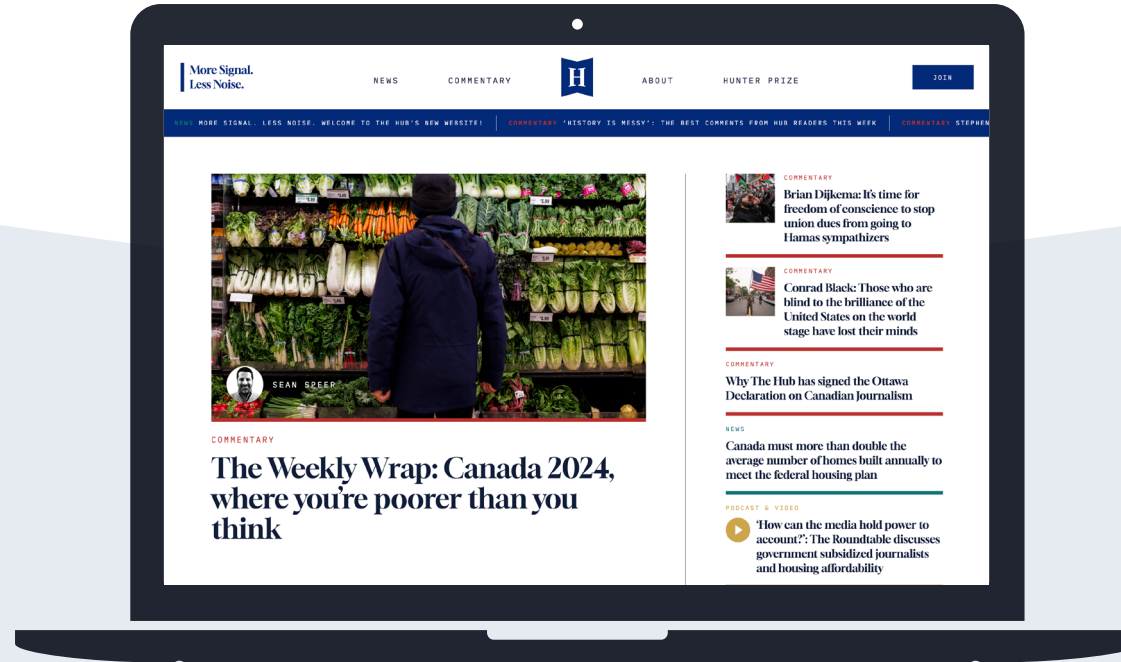 More Signal.
Less Noise.
NEWS
COMMENTARY
H
ABOUT
HUNTER PRIZE
JOIN
NEWS MORE SIGNAL. LESS NOISE. WELCOME TO THE HUB'S NEW WEBSITE!
COMMENTARY ‘HISTORY IS MESSY’: THE BEST COMMENTS FROM HUB READERS THIS WEEK
COMMENTARY STEPHEN
SEAN SPEER
COMMENTARY
The Weekly Wrap: Canada 2024,
where you’re poorer than you
think
COMMENTARY
Brian Dijkema: It’s time for
freedom of conscience to stop
union dues from going to
Hamas sympathizers
COMMENTARY
Conrad Black: Those who are
blind to the brilliance of the
United States on the world
stage have lost their minds
COMMENTARY
Why The Hub has signed the Ottawa
Declaration on Canadian Journalism
NEWS
Canada must more than double the
average number of homes built annually to
meet the federal housing plan
PODCAST & VIDEO
‘How can the media hold power to
account?’: The Roundtable discusses
government subsidized journalists
and housing affordability